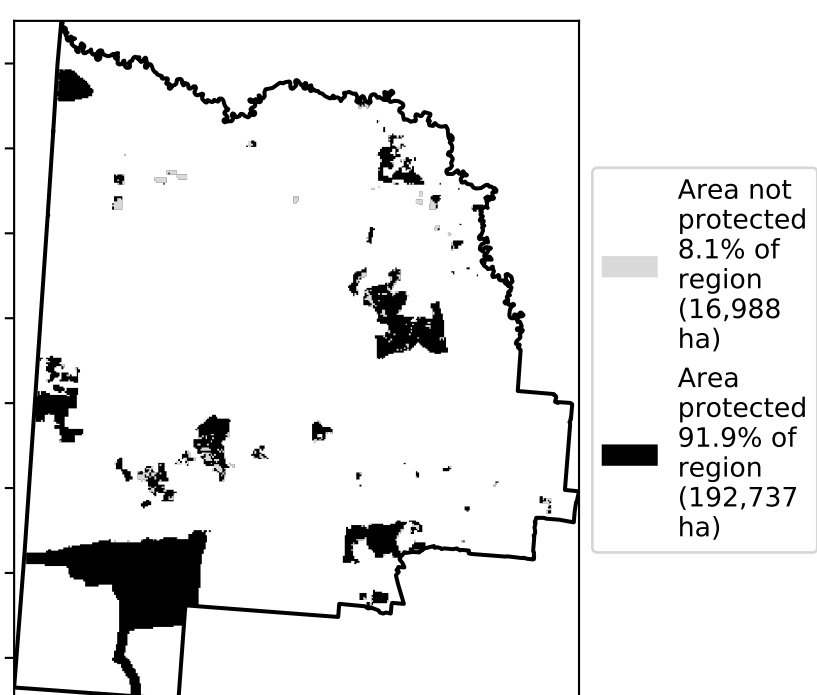 Area not
protected
8.1% of
region
(16,988
ha)
Area
protected
91.9% of
region
(192,737
ha)